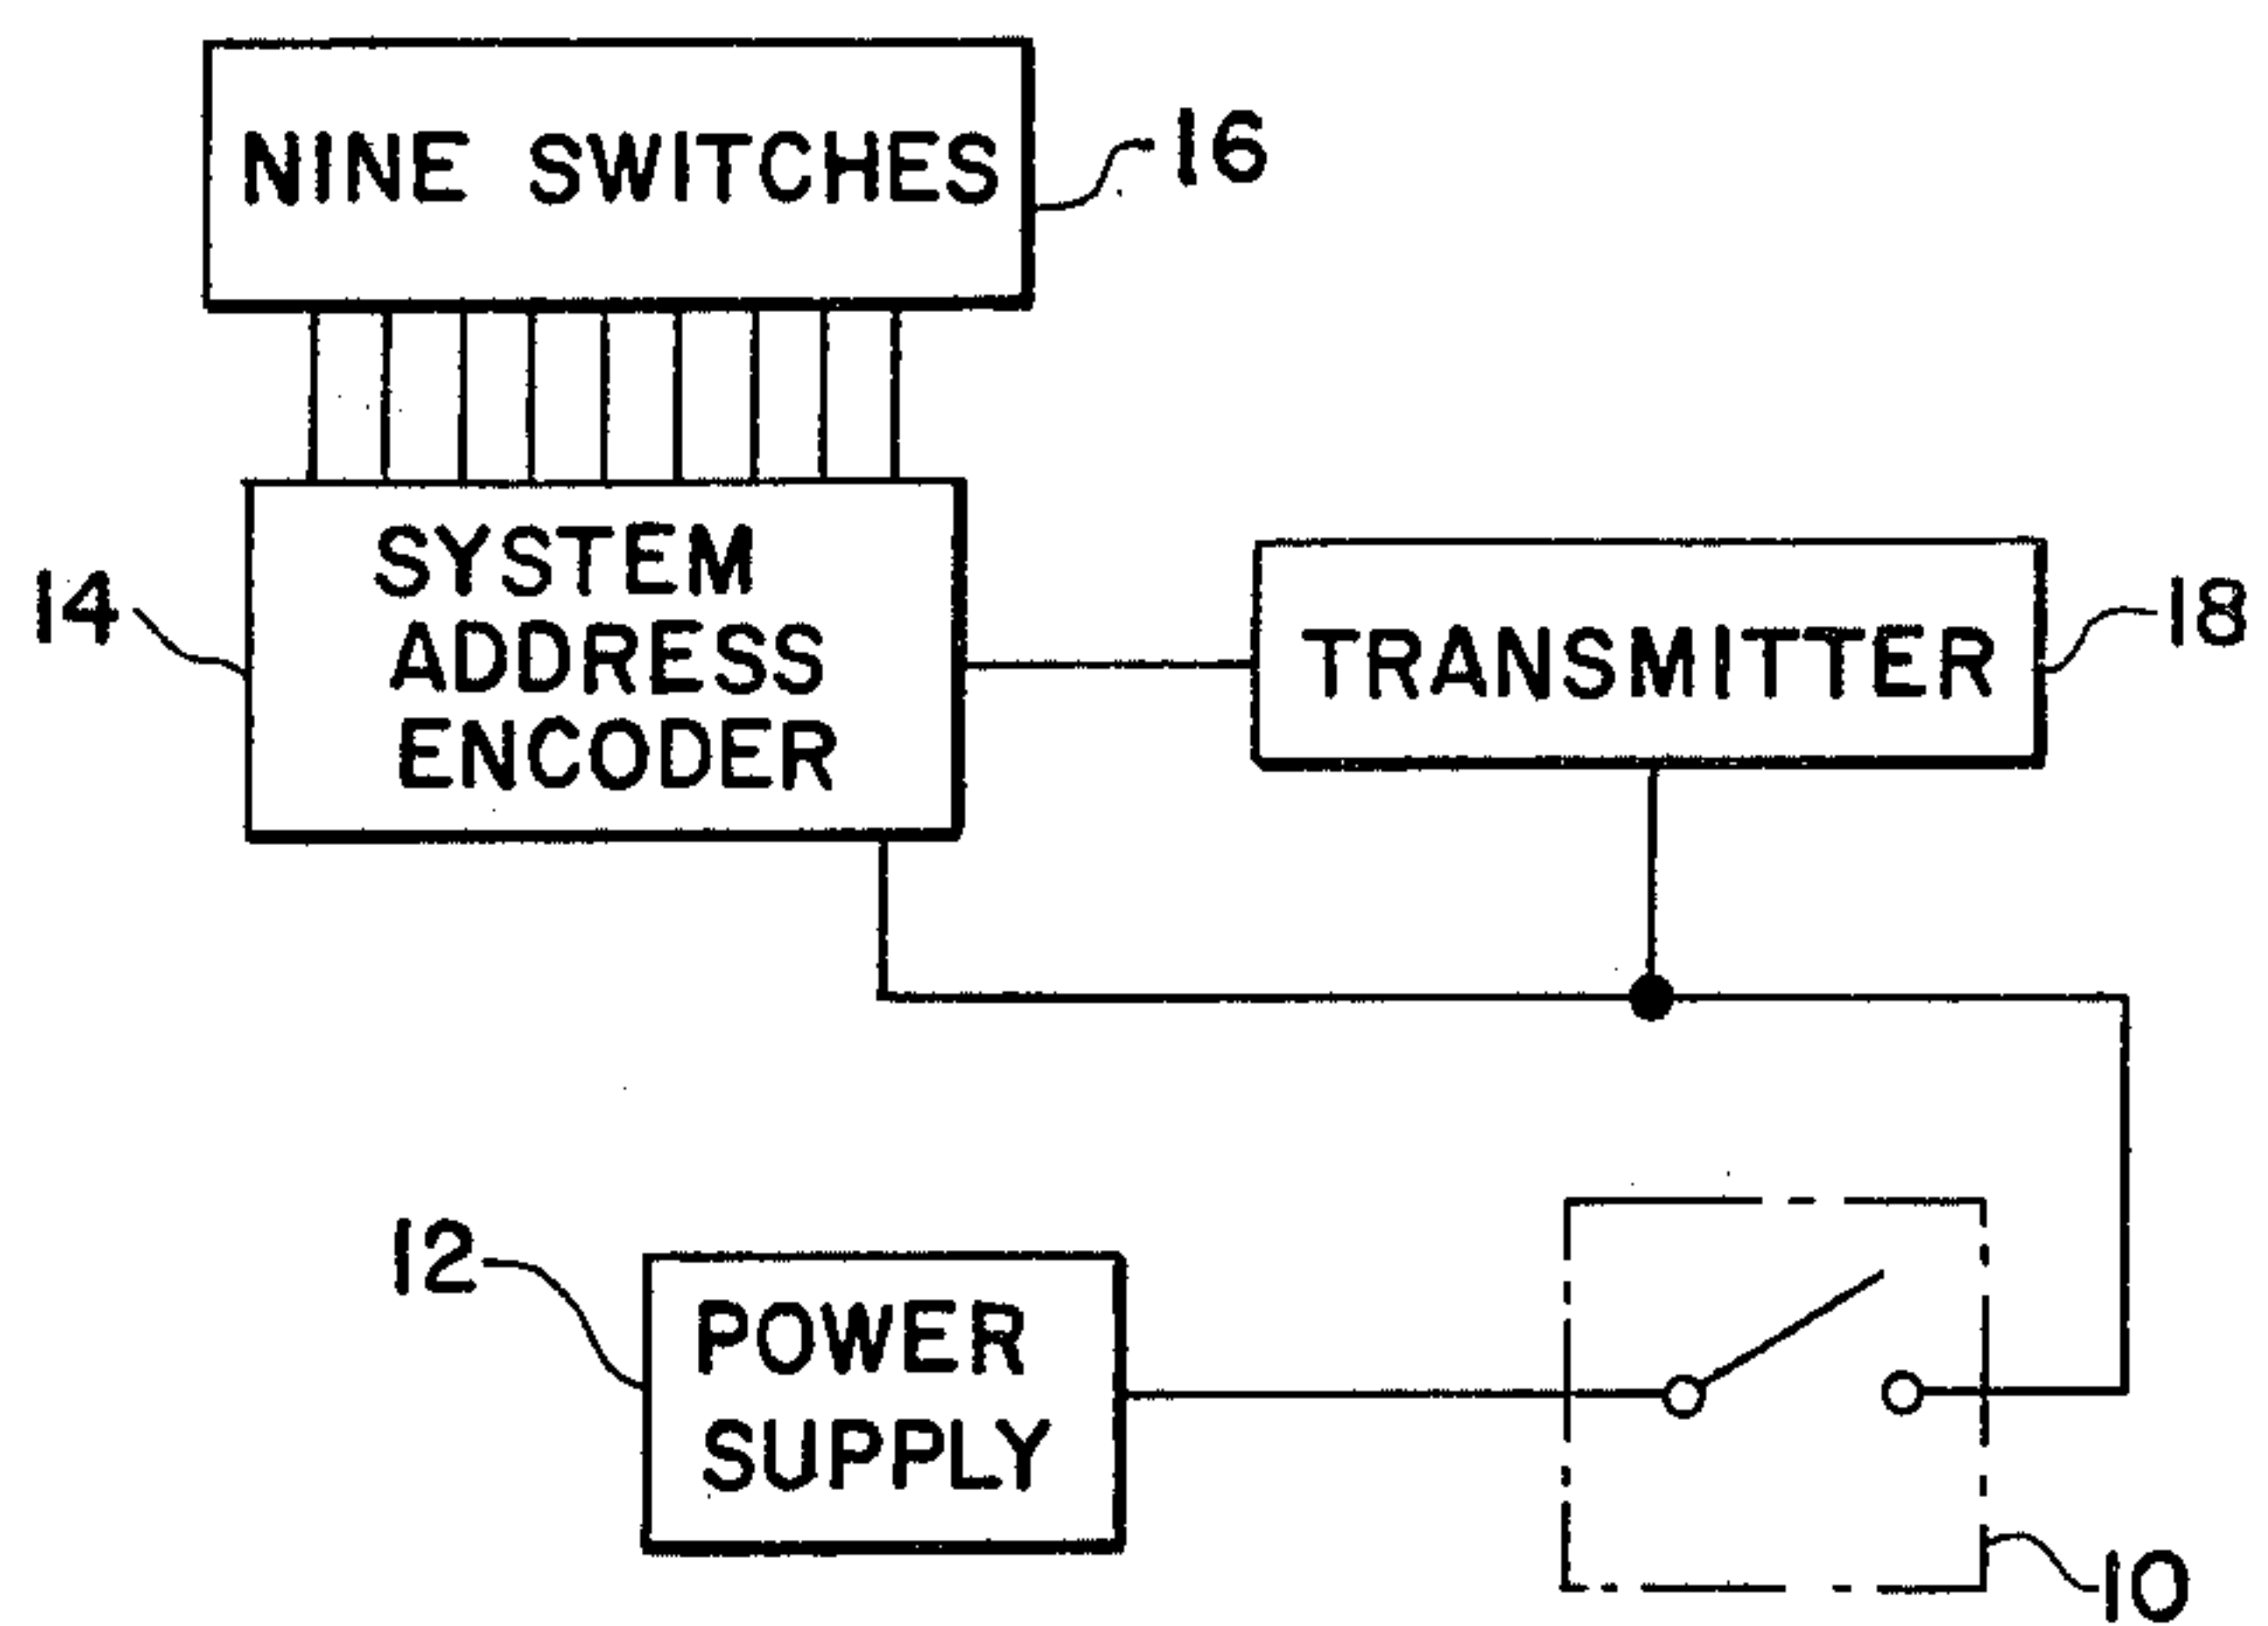 NINE SWITCHES
16
SYSTEM
ADDRESS
ENCODER
14
TRANSMITTER
18
12
POWER
SUPPLY
10